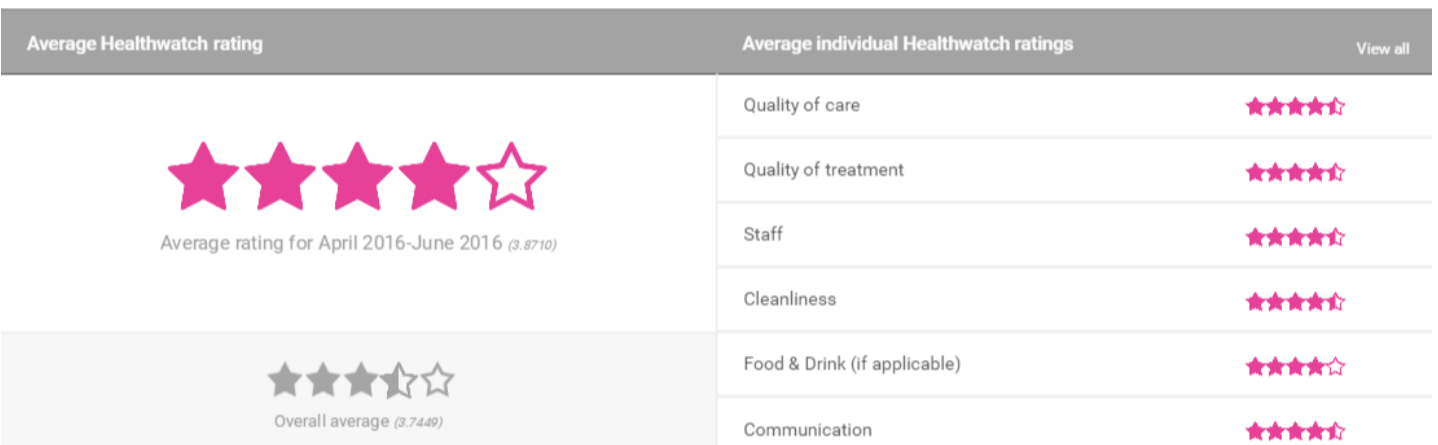 Average Healthwatch rating
Average rating for April 2016-June 2016 (3.8710)
Overall average (3.7449)
Average individual Healthwatch ratings View all
Quality of care
Quality of treatment
Staff
Cleanliness
Food & Drink (if applicable)
Communication